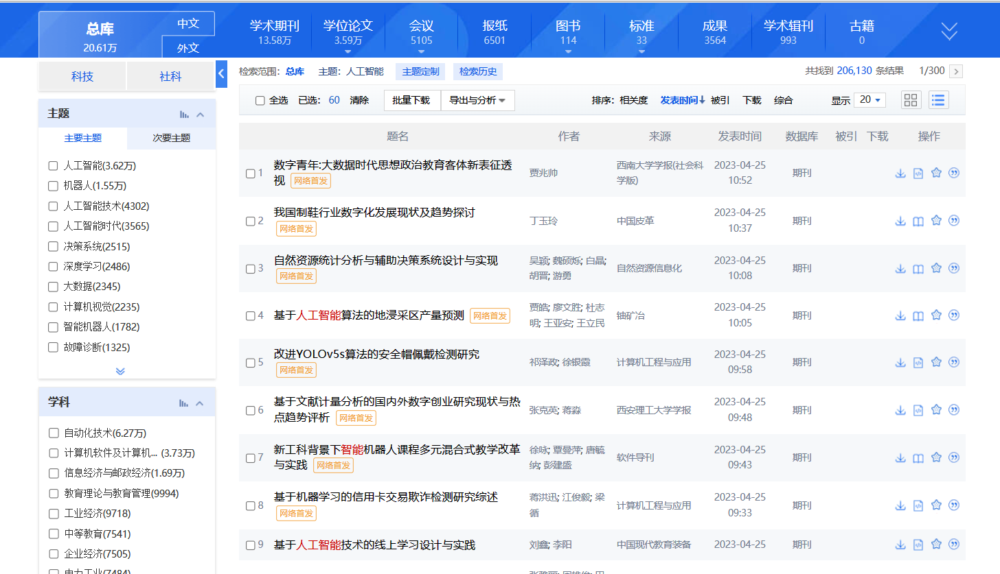 总库
20.61万
中文
外文
学术期刊
13.58万
学位论文
3.59万
会议
5105
报纸
6501
图书
114
标准
33
成果
3564
学术辑刊
993
古籍
0
科技
社科
检索范围：总库 主题：人工智能 主题定制 检索历史
共找到 206,130 条结果 1/300
全选 已选：60 清除 批量下载 导出与分析
排序：相关度 发表时间↓ 被引 下载 综合
显示 20
主题
主要主题
次要主题
人工智能(3.62万)
机器人(1.55万)
人工智能技术(4302)
人工智能时代(3565)
决策系统(2515)
深度学习(2486)
大数据(2345)
计算机视觉(2235)
智能机器人(1782)
故障诊断(1325)
学科
自动化技术(6.27万)
计算机软件及计算机... (3.73万)
信息经济与邮政经济(1.69万)
教育理论与教育管理(9994)
工业经济(9718)
中等教育(7541)
企业经济(7505)
电力工业(7484)
题名 作者 来源 发表时间 数据库 被引 下载 操作
1
数字青年:大数据时代思想政治教育客体新表征透
视 网络首发
贾兆帅
西南大学学报(社会科
学版)
2023-04-25
10:52
期刊
2
我国制鞋行业数字化发展现状及趋势探讨
网络首发
丁玉玲
中国皮革
2023-04-25
10:37
期刊
3
自然资源统计分析与辅助决策系统设计与实现
网络首发
吴颖; 魏硕烁; 白晶;
胡晋; 游勇
自然资源信息化
2023-04-25
10:08
期刊
4
基于人工智能算法的地浸采区产量预测 网络首发
贾皓; 廖文胜; 杜志
明; 王亚安; 王立民
铀矿冶
2023-04-25
10:05
期刊
5
改进YOLOv5s算法的安全帽佩戴检测研究
网络首发
祁泽政; 徐银霞
计算机工程与应用
2023-04-25
09:58
期刊
6
基于文献计量分析的国内外数字创业研究现状与热
点趋势评析 网络首发
张克英; 蒋淼
西安理工大学学报
2023-04-25
09:48
期刊
7
新工科背景下智能机器人课程多元混合式教学改革
与实践 网络首发
徐咏; 覃曼萍; 唐毓
纳; 彭建盛
软件导刊
2023-04-25
09:43
期刊
8
基于机器学习的信用卡交易欺诈检测研究综述
网络首发
蒋洪迅; 江俊毅; 梁
循
计算机工程与应用
2023-04-25
09:33
期刊
9
基于人工智能技术的线上学习设计与实践
刘鑫; 李阳
中国现代教育装备
2023-04-25
期刊